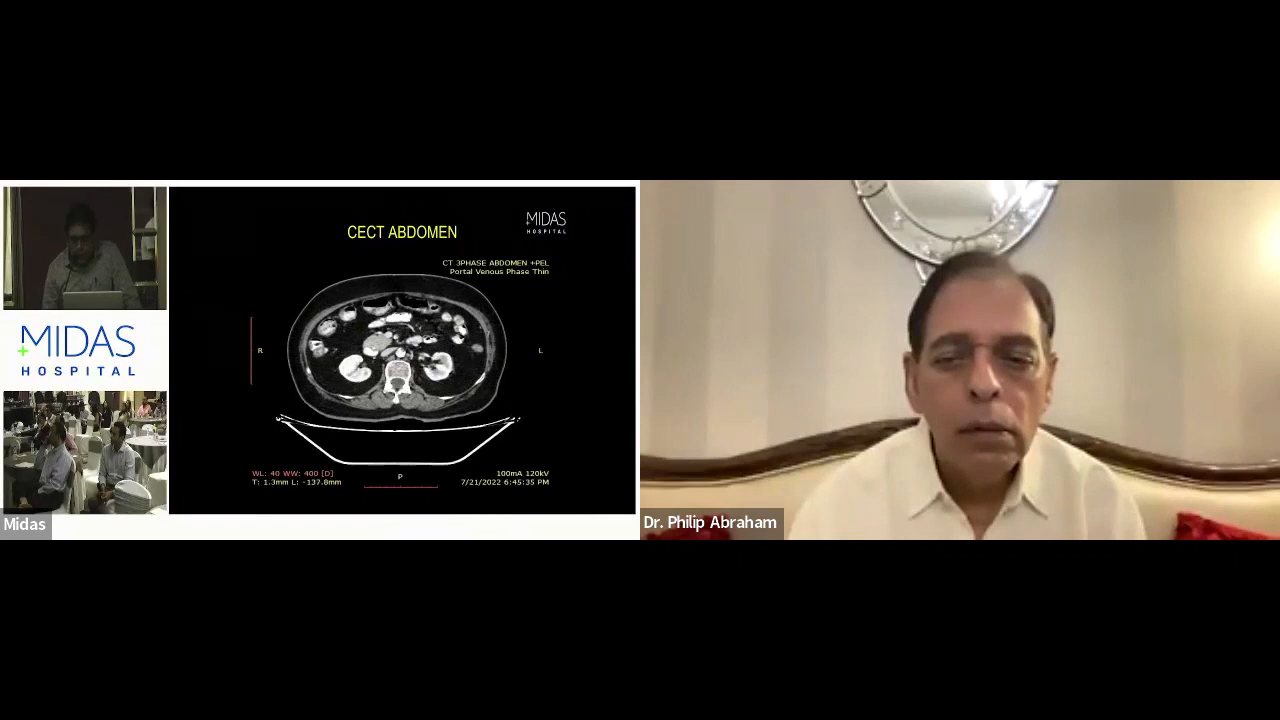 MIDAS
HOSPITAL
Midas
CECT ABDOMEN
MIDAS
HOSPITAL
CT 3PHASE ABDOMEN +PEL
Portal Venous Phase Thin
R
L
WL: 40 WW: 400 [D]
T: 1.3mm L: -137.8mm
P
100mA 120kV
7/21/2022 6:45:35 PM
Dr. Philip Abraham